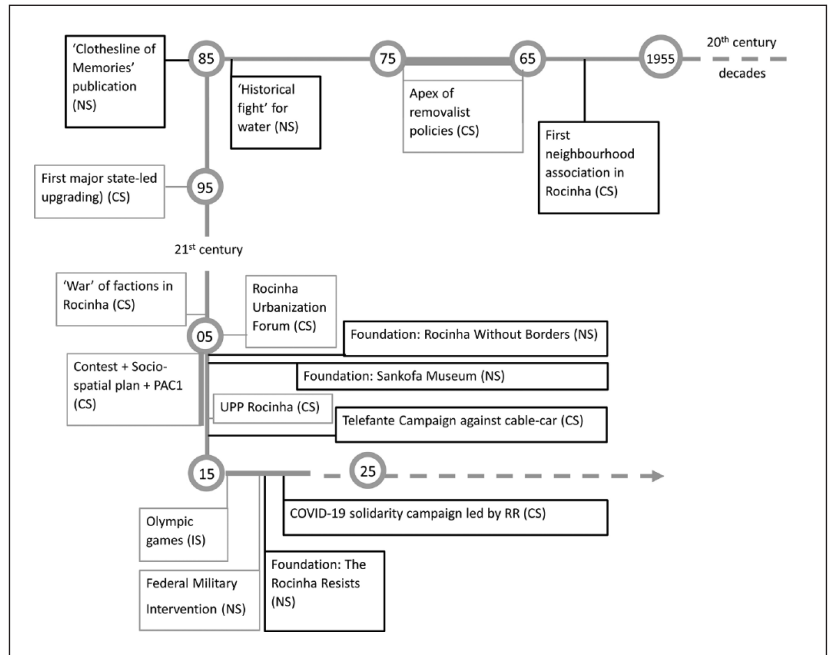 20th century
decades
1955
65
75
85
'Clothesline of
Memories'
publication
(NS)
'Historical
fight' for
water (NS)
Apex of
removalist
policies (CS)
First
neighbourhood
association in
Rocinha (CS)
First major state-led
upgrading) (CS)
95
21st century
'War' of factions in
Rocinha (CS)
Rocinha
Urbanization
Forum (CS)
05
Foundation: Rocinha Without Borders (NS)
Contest + Socio-
spatial plan + PAC1
(CS)
Foundation: Sankofa Museum (NS)
UPP Rocinha (CS)
Telefante Campaign against cable-car (CS)
15
25
COVID-19 solidarity campaign led by RR (CS)
Olympic
games (IS)
Federal Military
Intervention (NS)
Foundation: The
Rocinha Resists
(NS)